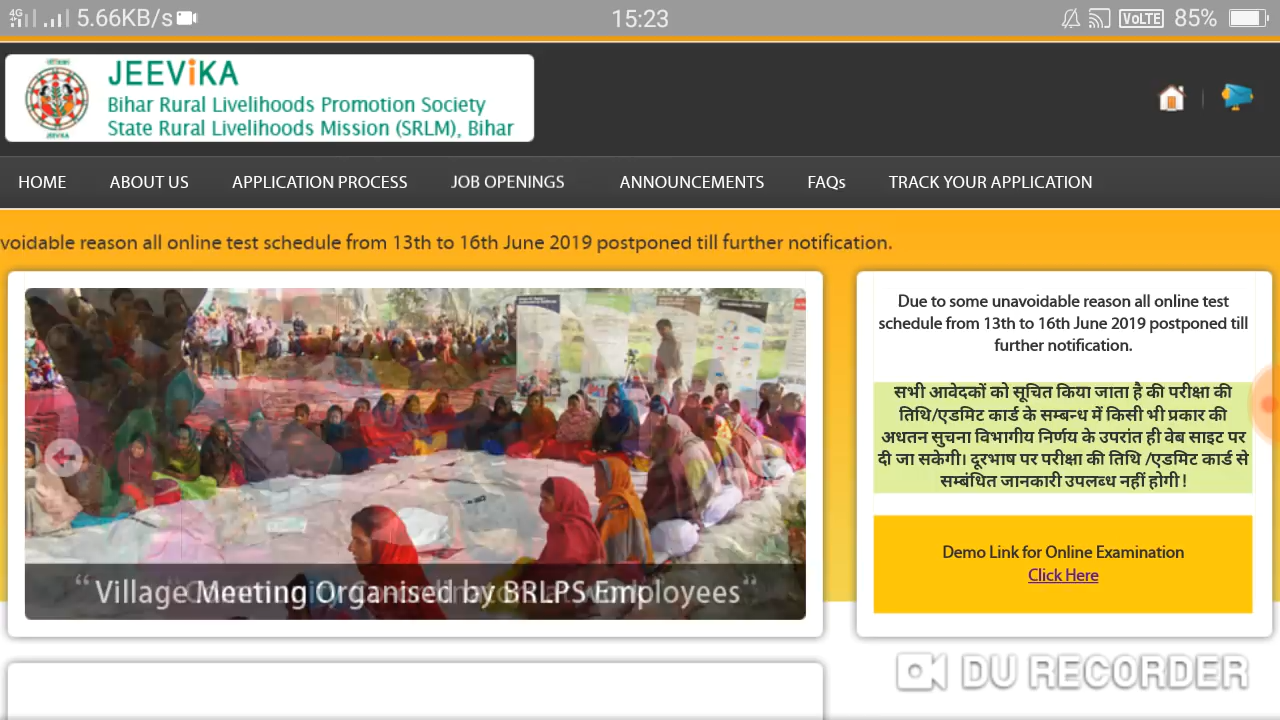 4G 5.66KB/s 15:23 VoLTE 85%
JEEViKA
Bihar Rural Livelihoods Promotion Society
State Rural Livelihoods Mission (SRLM), Bihar
JEEVIKA
HOME ABOUT US APPLICATION PROCESS JOB OPENINGS ANNOUNCEMENTS FAQs TRACK YOUR APPLICATION
voidable reason all online test schedule from 13th to 16th June 2019 postponed till further notification.
“Village Meeting Organised by BRLPS Employees”
Due to some unavoidable reason all online test
schedule from 13th to 16th June 2019 postponed till
further notification.
सभी आवेदकों को सूचित किया जाता है की परीक्षा की
तिथि/एडमिट कार्ड के सम्बन्ध में किसी भी प्रकार की
अधतन सुचना विभागीय निर्णय के उपरांत ही वेब साइट पर
दी जा सकेगी। दूरभाष पर परीक्षा की तिथि /एडमिट कार्ड से
सम्बंधित जानकारी उपलब्ध नहीं होगी !
Demo Link for Online Examination
Click Here
DU RECORDER